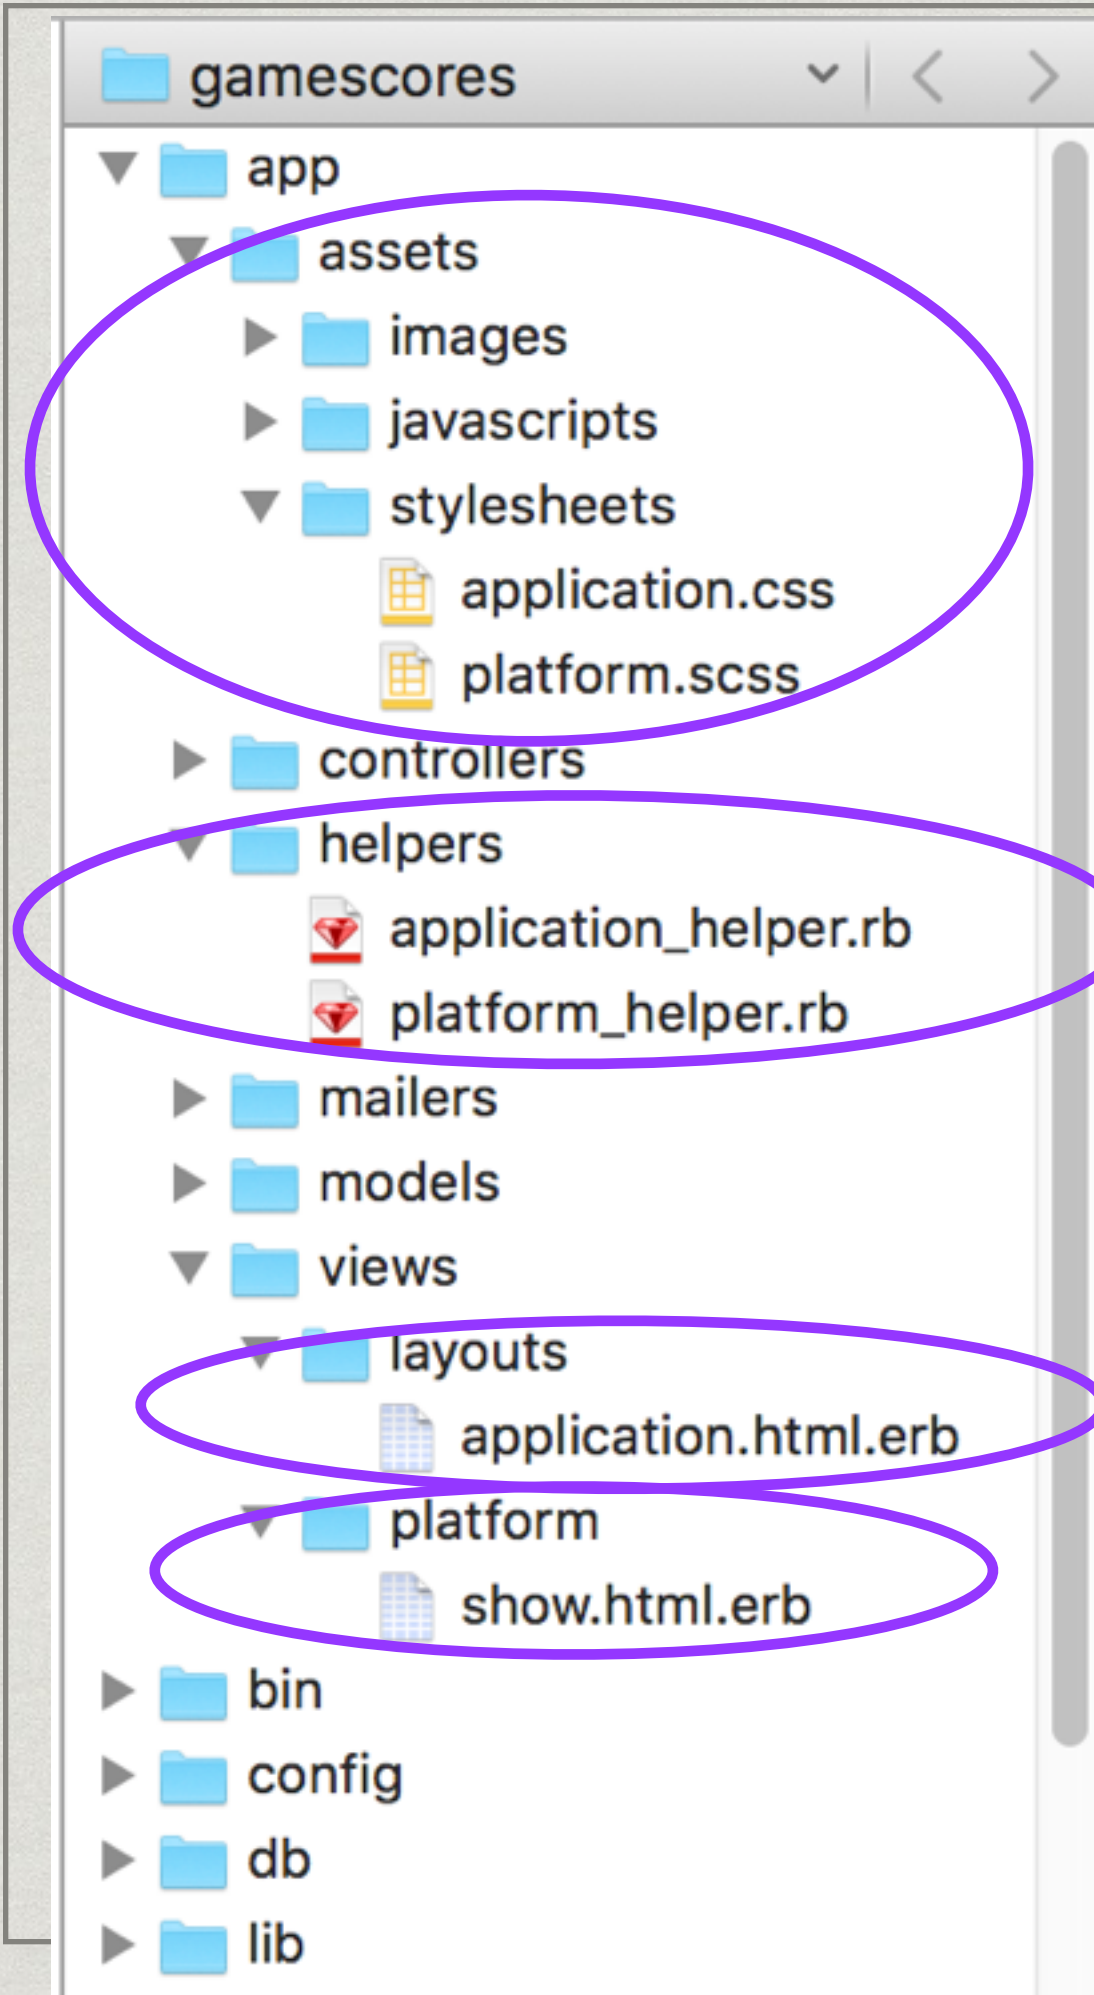 gamescores
app
assets
images
javascripts
stylesheets
application.css
platform.scss
controllers
helpers
application_helper.rb
platform_helper.rb
mailers
models
views
layouts
application.html.erb
platform
show.html.erb
bin
config
db
lib